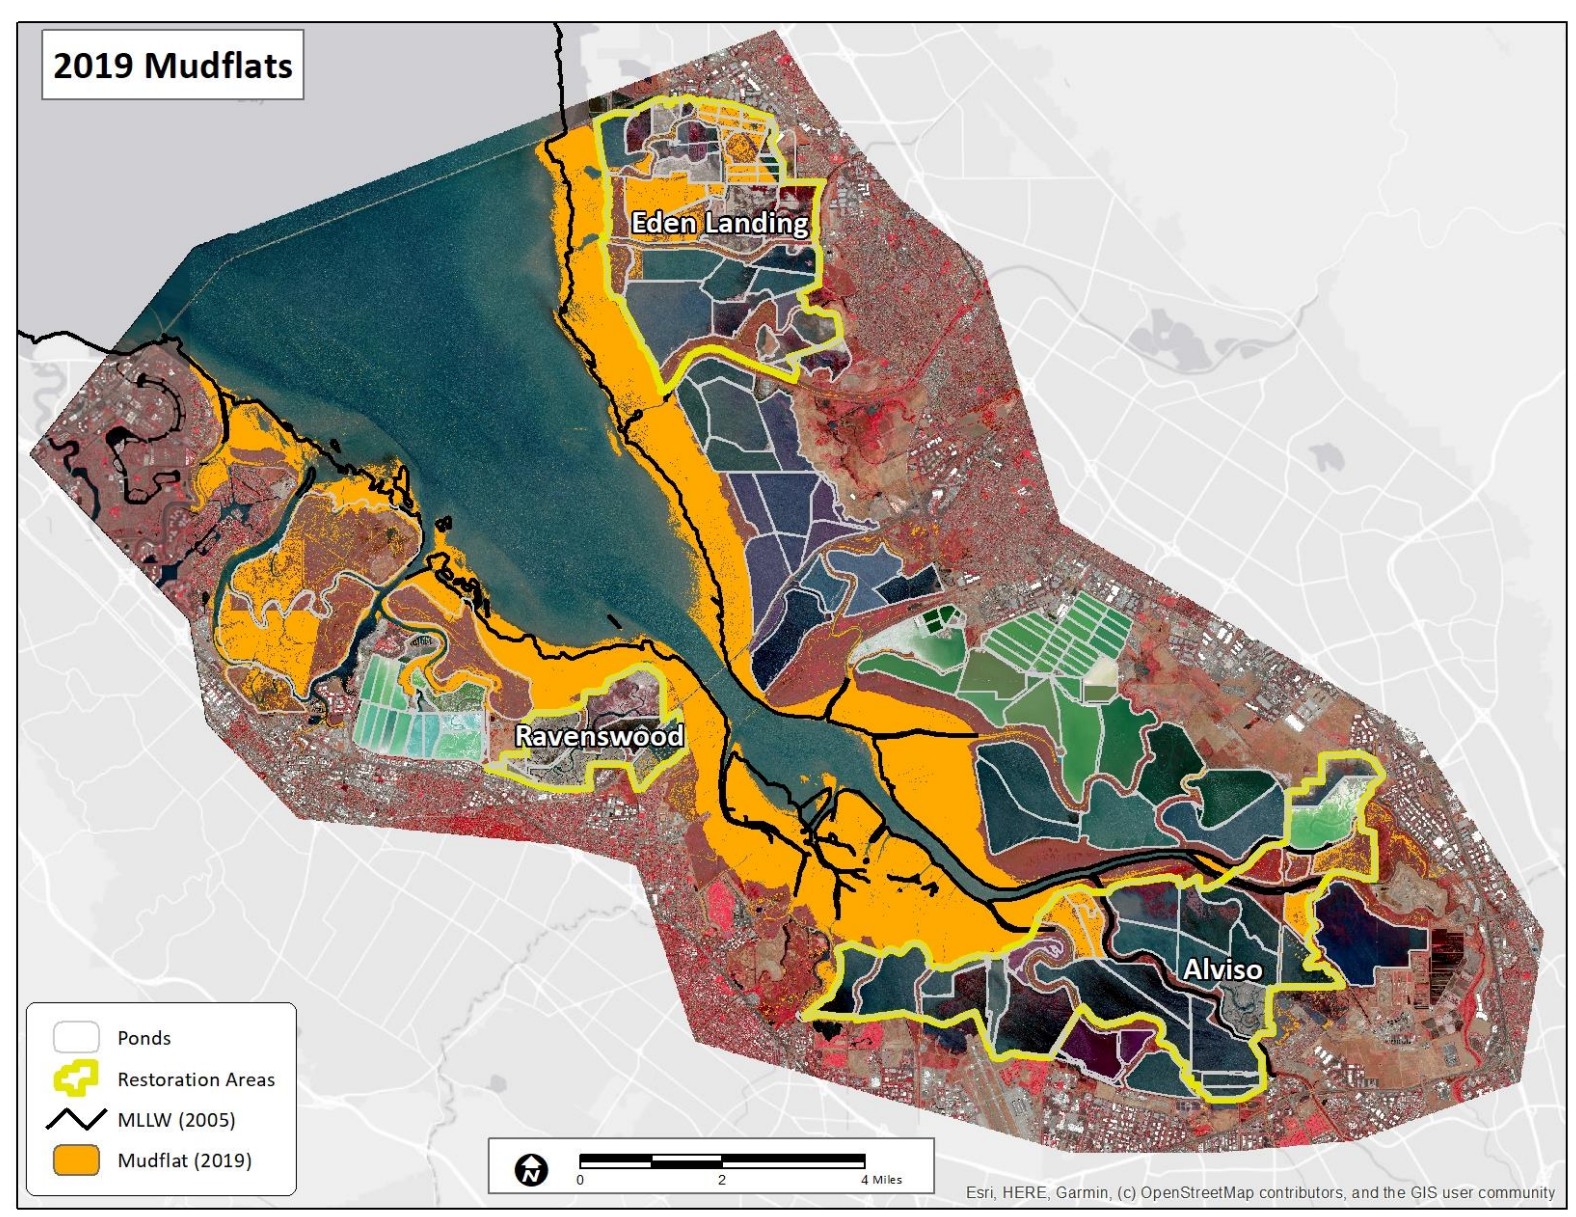 2019 Mudflats
Eden Landing
Ravenswood
Alviso
Ponds
Restoration Areas
MLLW (2005)
Mudflat (2019)
N
0 2 4 Miles
Esri, HERE, Garmin, (c) OpenStreetMap contributors, and the GIS user community